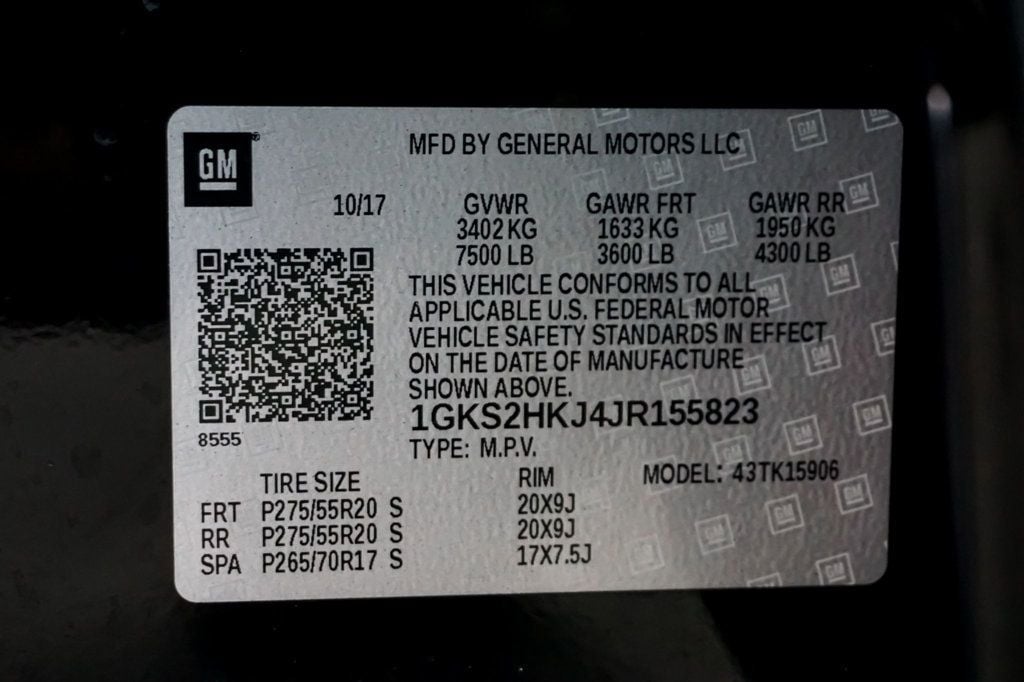 GM
MFD BY GENERAL MOTORS LLC
10/17 GVWR GAWR FRT GAWR RR
3402 KG 1633 KG 1950 KG
7500 LB 3600 LB 4300 LB
THIS VEHICLE CONFORMS TO ALL
APPLICABLE U.S. FEDERAL MOTOR
VEHICLE SAFETY STANDARDS IN EFFECT
ON THE DATE OF MANUFACTURE
SHOWN ABOVE.
1GKS2HKJ4JR155823
8555
TYPE: M.P.V.
TIRE SIZE RIM MODEL: 43TK15906
FRT P275/55R20 S 20X9J
RR P275/55R20 S 20X9J
SPA P265/70R17 S 17X7.5J